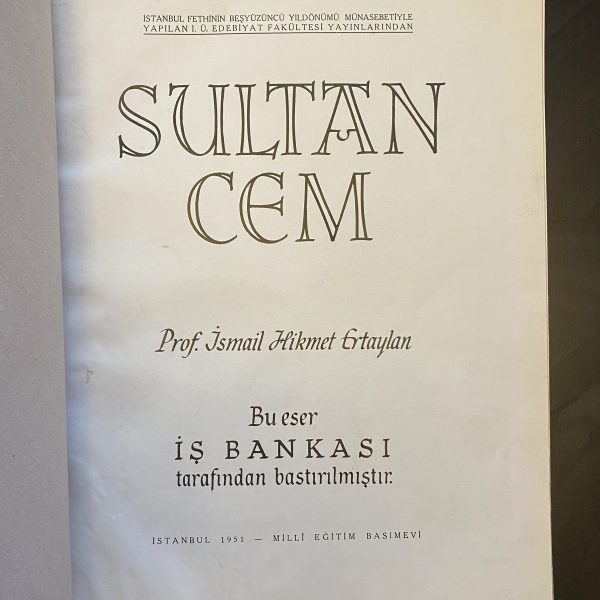 İSTANBUL FETHİNİN BEŞYÜZÜNCÜ YILDÖNÜMÜ MÜNASEBETİYLE
YAPILAN İ. Ü. EDEBİYAT FAKÜLTESİ YAYINLARINDAN
SULTAN
CEM
Prof. İsmail Hikmet Ertaylan
Bu eser
İŞ BANKASI
tarafından bastırılmıştır.
İSTANBUL 1951 — MİLLÎ EĞİTİM BASIMEVİ